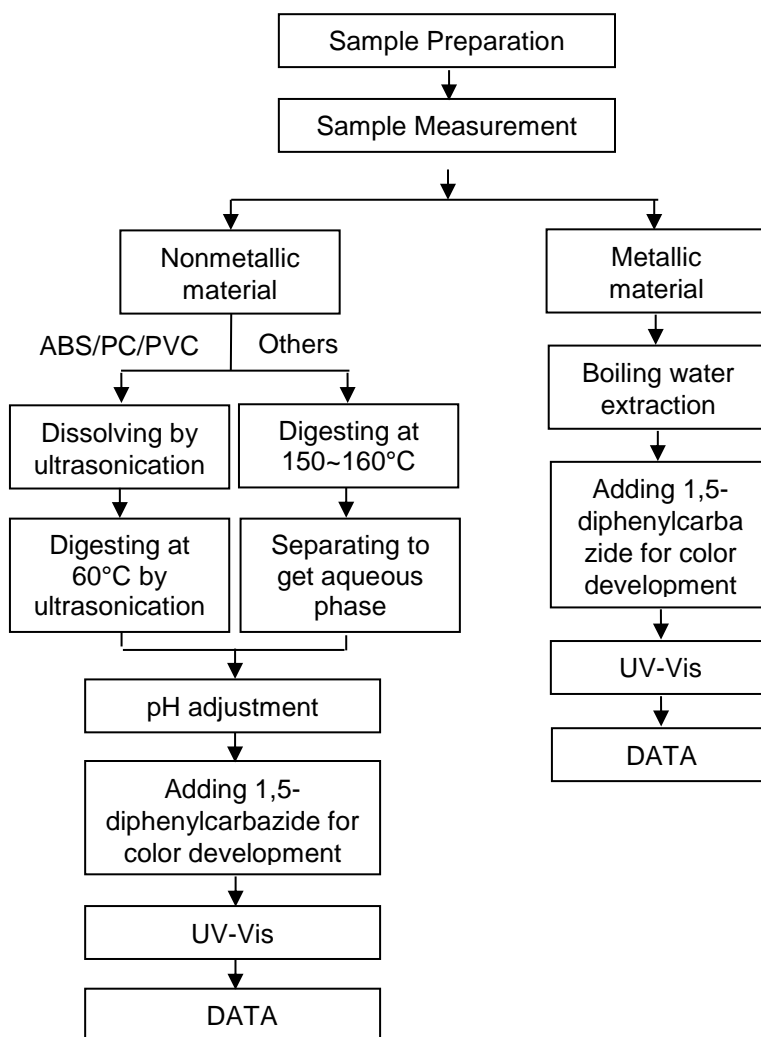 Sample Preparation
Sample Measurement
Nonmetallic
material
Metallic
material
ABS/PC/PVC
Others
Boiling water
extraction
Dissolving by
ultrasonication
Digesting at
150~160°C
Adding 1,5-
diphenylcarba
zide for color
development
Digesting at
60°C by
ultrasonication
Separating to
get aqueous
phase
UV-Vis
pH adjustment
DATA
Adding 1,5-
diphenylcarbazide for
color development
UV-Vis
DATA